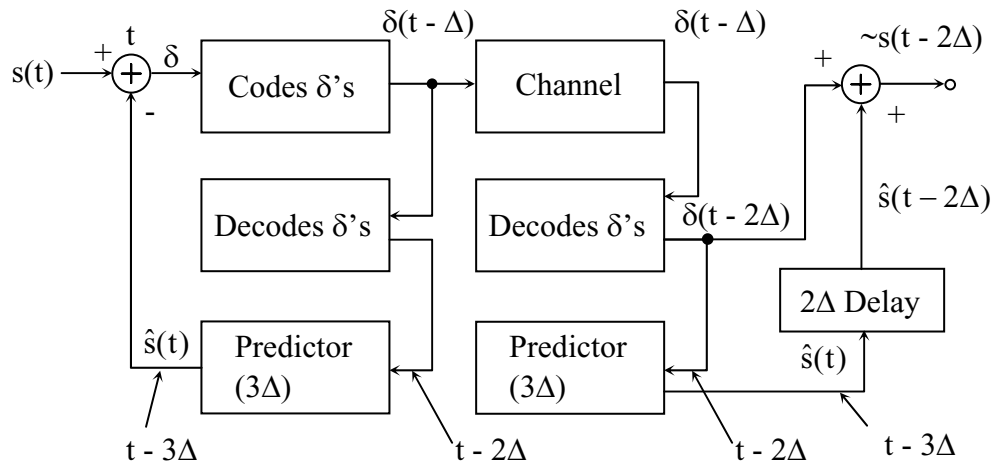 t
δ(t - Δ)
δ(t - Δ)
~s(t - 2Δ)
s(t)
+
+
δ
Codes δ's
Channel
+
+
+
-
Decodes δ's
Decodes δ's
δ(t - 2Δ)
ŝ(t – 2Δ)
2Δ Delay
ŝ(t)
Predictor
(3Δ)
Predictor
(3Δ)
ŝ(t)
t - 3Δ
t - 2Δ
t - 2Δ
t - 3Δ